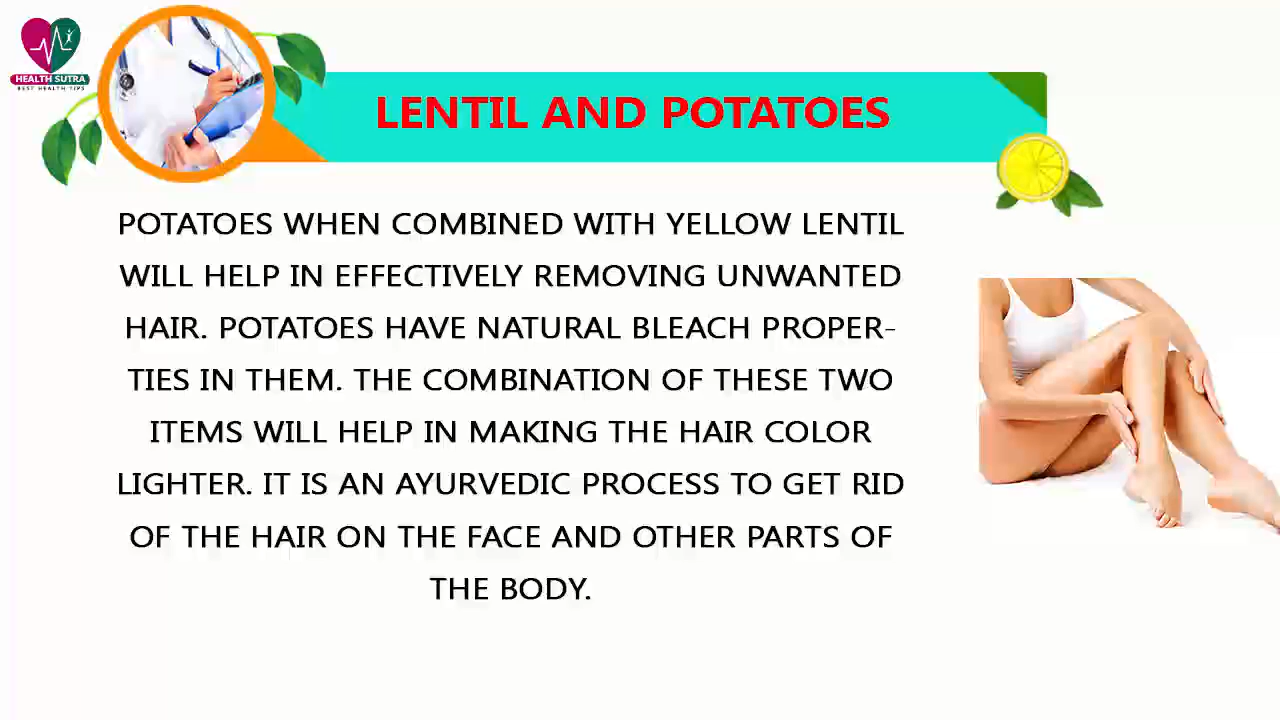 HEALTH SUTRA
BEST HEALTH TIPS
LENTIL AND POTATOES
POTATOES WHEN COMBINED WITH YELLOW LENTIL
WILL HELP IN EFFECTIVELY REMOVING UNWANTED
HAIR. POTATOES HAVE NATURAL BLEACH PROPER-
TIES IN THEM. THE COMBINATION OF THESE TWO
ITEMS WILL HELP IN MAKING THE HAIR COLOR
LIGHTER. IT IS AN AYURVEDIC PROCESS TO GET RID
OF THE HAIR ON THE FACE AND OTHER PARTS OF
THE BODY.